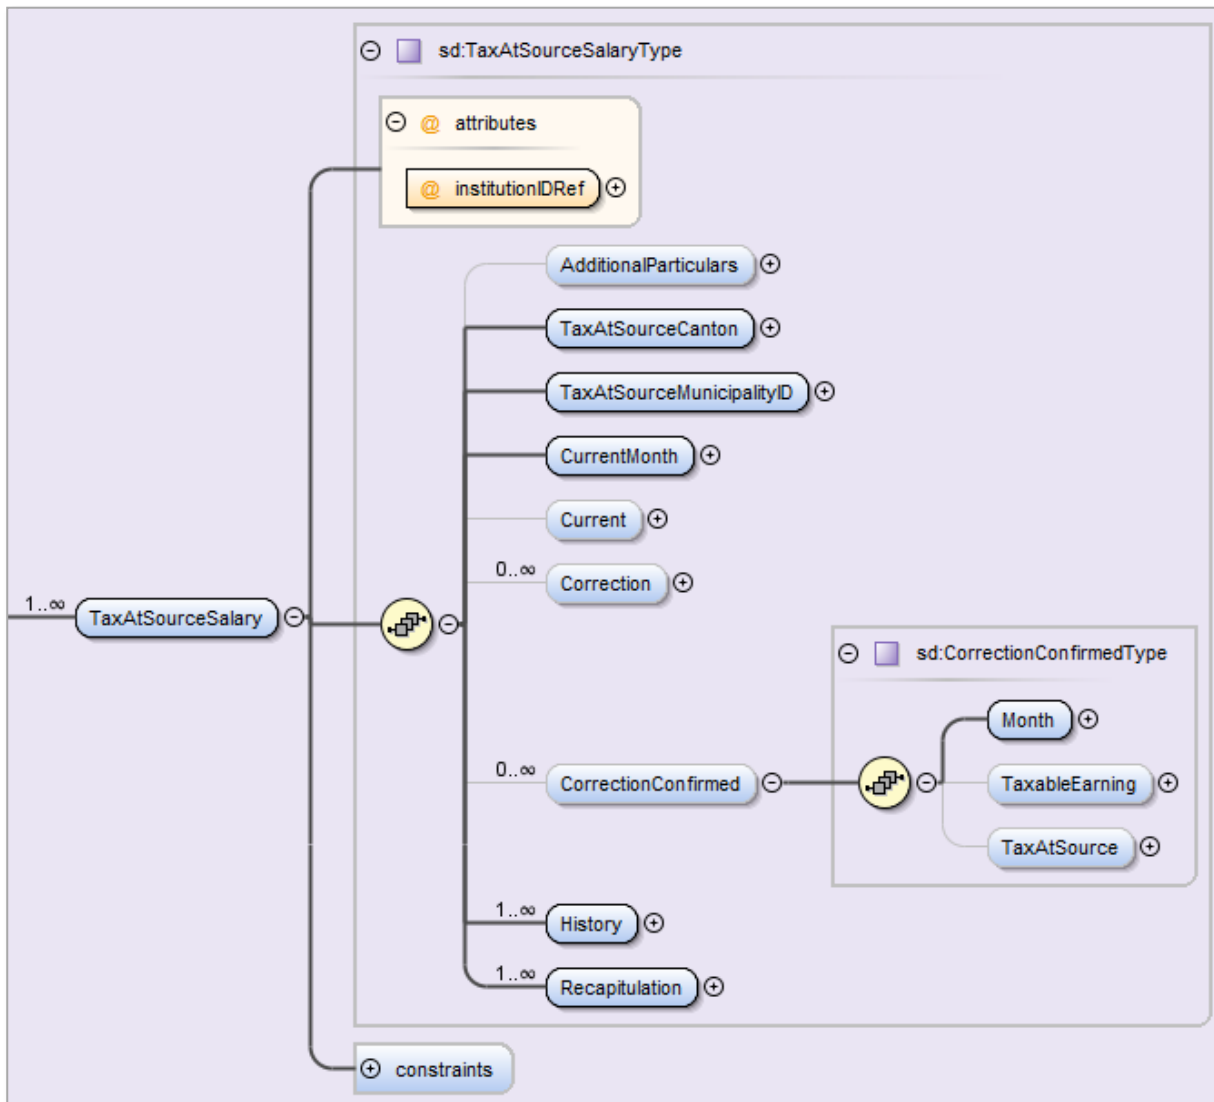 sd:TaxAtSourceSalaryType
@ attributes
@ institutionIDRef
AdditionalParticulars
TaxAtSourceCanton
TaxAtSourceMunicipalityID
CurrentMonth
Current
0..∞ Correction
1..∞ TaxAtSourceSalary
sd:CorrectionConfirmedType
Month
0..∞ CorrectionConfirmed
TaxableEarning
TaxAtSource
1..∞ History
1..∞ Recapitulation
constraints